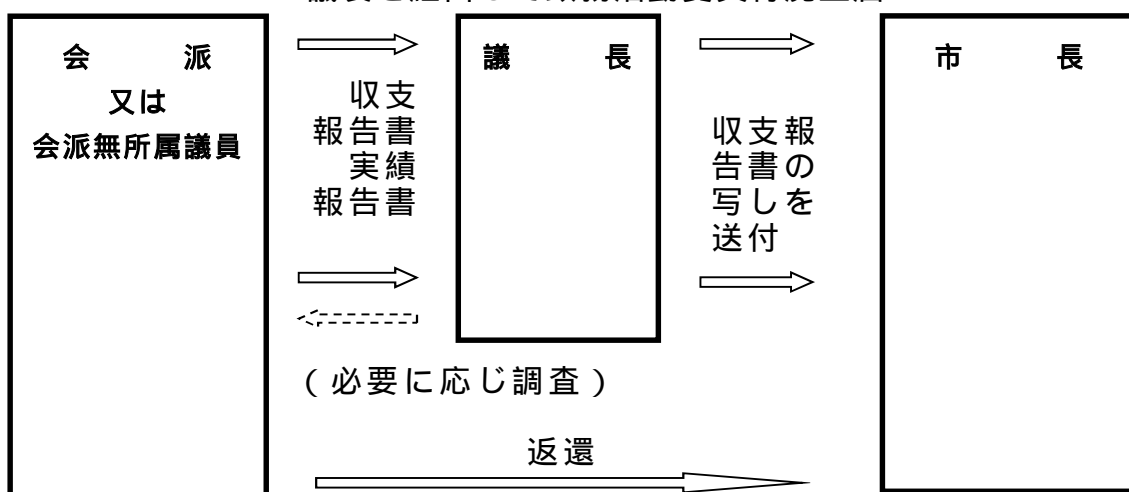 会派
又は
会派無所属議員
収支
報告書
実績
報告書
議長
収支報
告書の
写しを
送付
市長
(必要に応じ調査)
返還